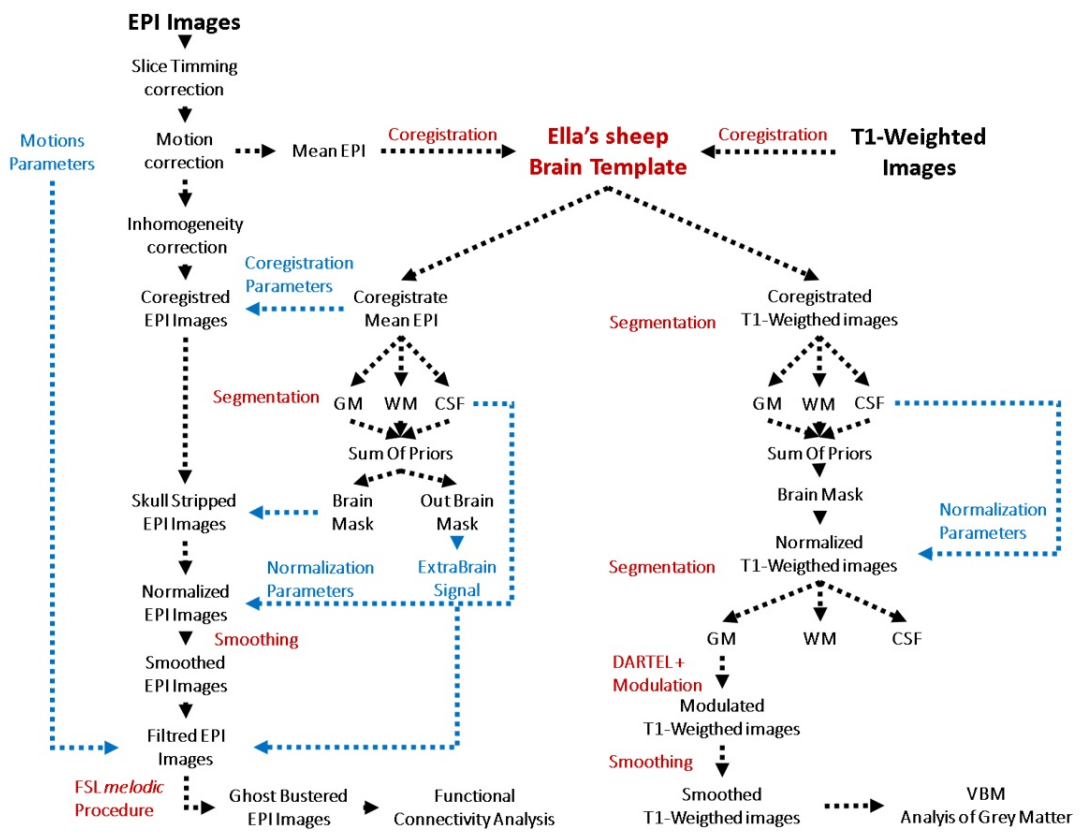 EPI Images
Slice Timming
correction
Motions
Parameters
Motion
correction
Mean EPI
Coregistration
Ella's sheep
Brain Template
Coregistration
T1-Weighted
Images
Inhomogeneity
correction
Coregistration
Parameters
Coregistred
EPI Images
Coregistrate
Mean EPI
Segmentation
Coregistrated
T1-Weigthed images
Segmentation
GM
WM
CSF
GM
WM
CSF
Sum Of Priors
Sum Of Priors
Skull Stripped
EPI Images
Brain
Mask
Out Brain
Mask
Brain Mask
Normalization
Parameters
Normalization
Parameters
ExtraBrain
Signal
Segmentation
Normalized
T1-Weigthed images
Normalized
EPI Images
Smoothing
GM
WM
CSF
Smoothed
EPI Images
DARTEL+
Modulation
Modulated
T1-Weigthed images
Filtred EPI
Images
Smoothing
FSL melodic
Procedure
Ghost Bustered
EPI Images
Functional
Connectivity Analysis
Smoothed
T1-Weigthed images
VBM
Analyis of Grey Matter